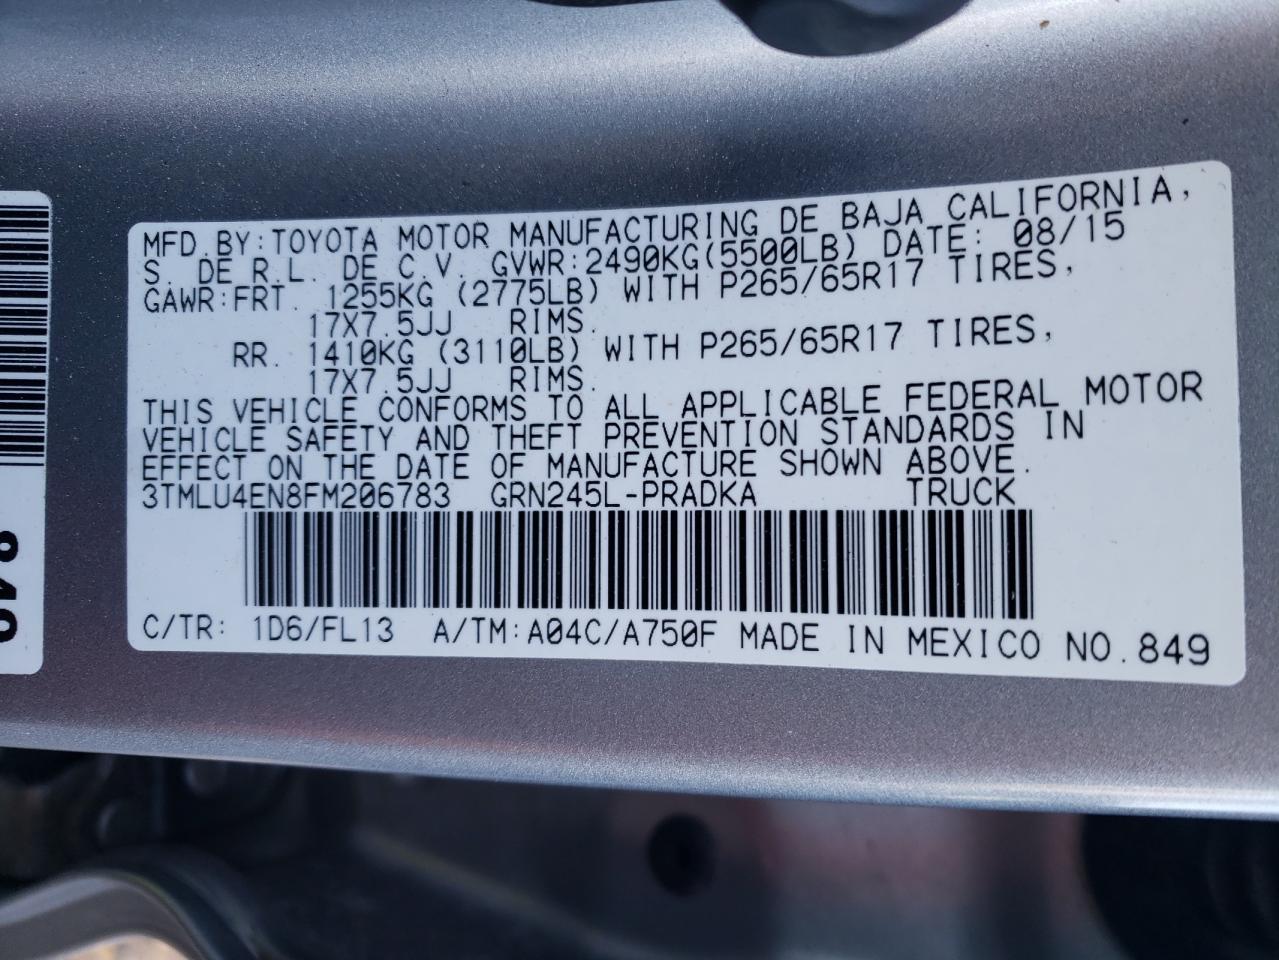 MFD.BY:TOYOTA MOTOR MANUFACTURING DE BAJA CALIFORNIA,
S. DE R.L. DE C.V. GVWR:2490KG(5500LB) DATE: 08/15
GAWR:FRT. 1255KG (2775LB) WITH P265/65R17 TIRES,
17X7.5JJ RIMS.
RR. 1410KG (3110LB) WITH P265/65R17 TIRES,
17X7.5JJ RIMS.
THIS VEHICLE CONFORMS TO ALL APPLICABLE FEDERAL MOTOR
VEHICLE SAFETY AND THEFT PREVENTION STANDARDS IN
EFFECT ON THE DATE OF MANUFACTURE SHOWN ABOVE.
3TMLU4EN8FM206783 GRN245L-PRADKA TRUCK
C/TR: 1D6/FL13 A/TM:A04C/A750F MADE IN MEXICO NO.849